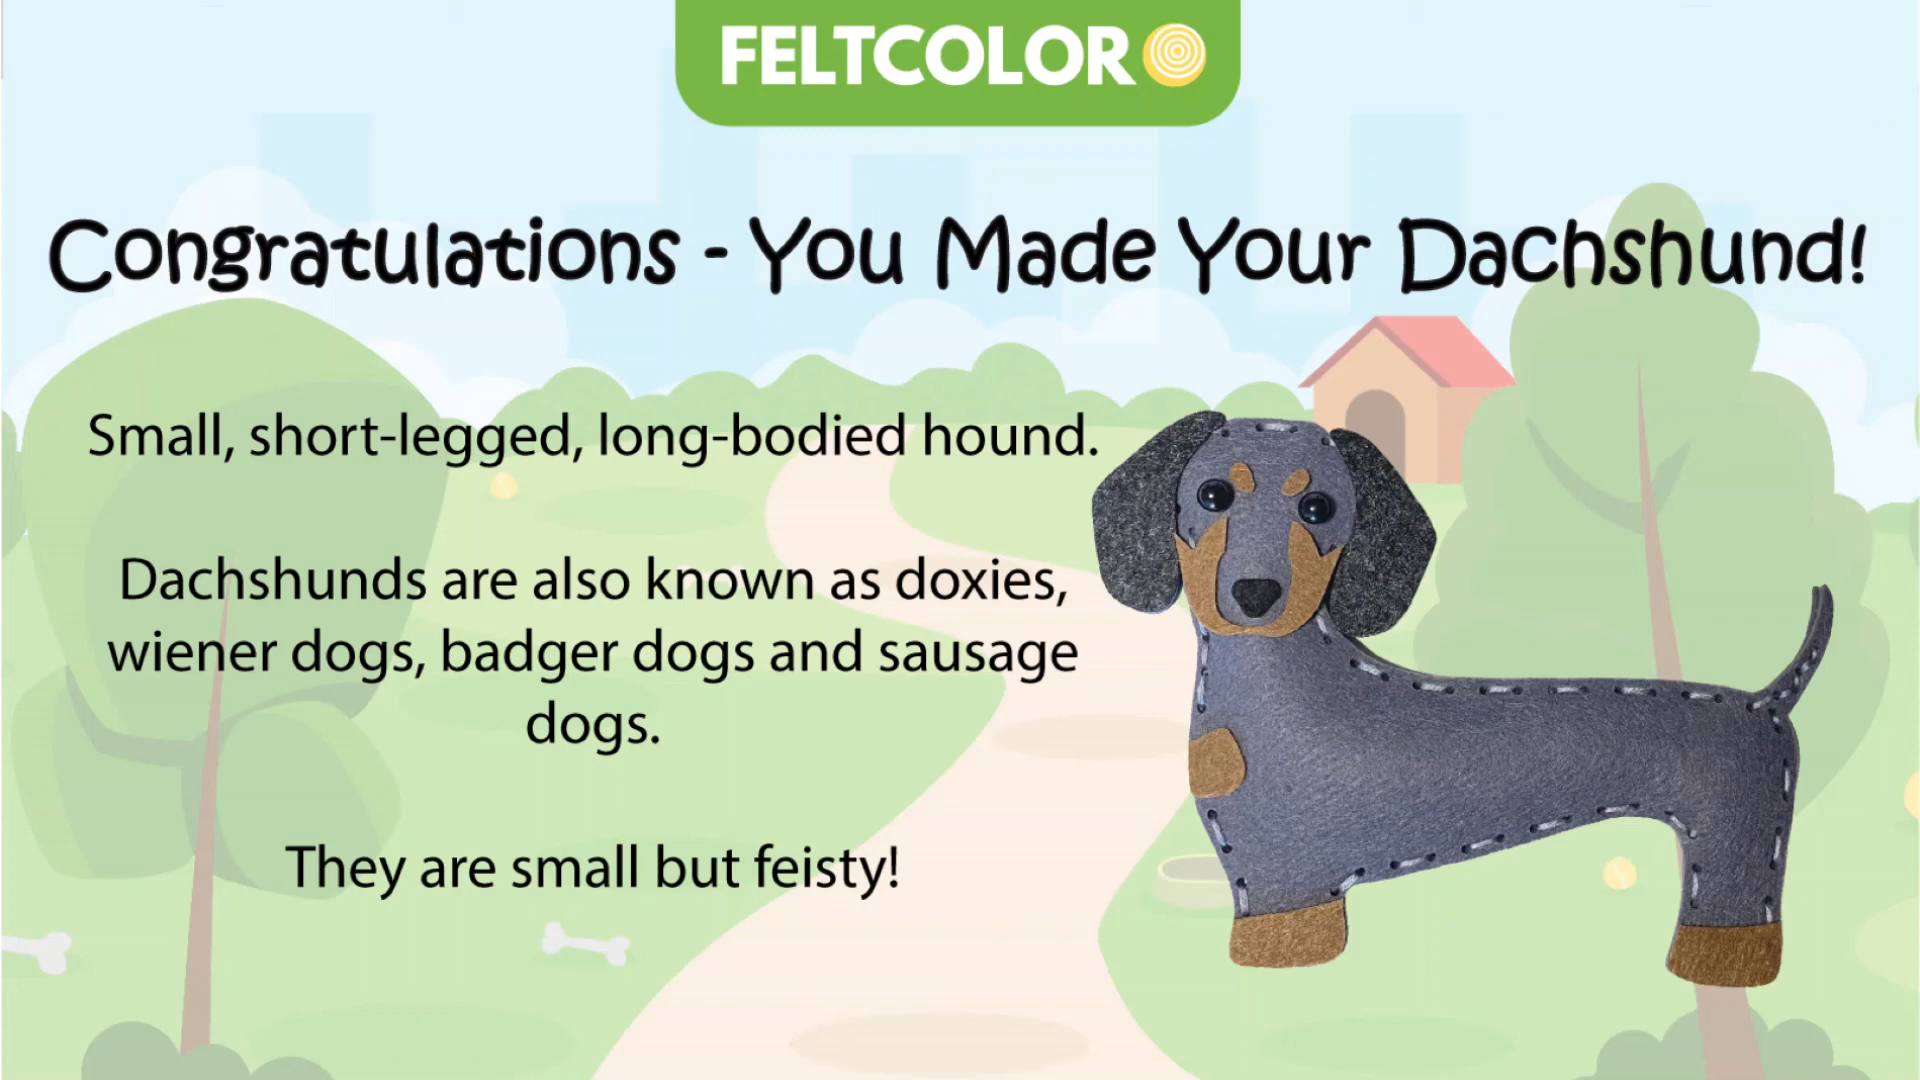 FELTCOLOR
Congratulations - You Made Your Dachshund!
Small, short-legged, long-bodied hound.
Dachshunds are also known as doxies,
wiener dogs, badger dogs and sausage
dogs.
They are small but feisty!